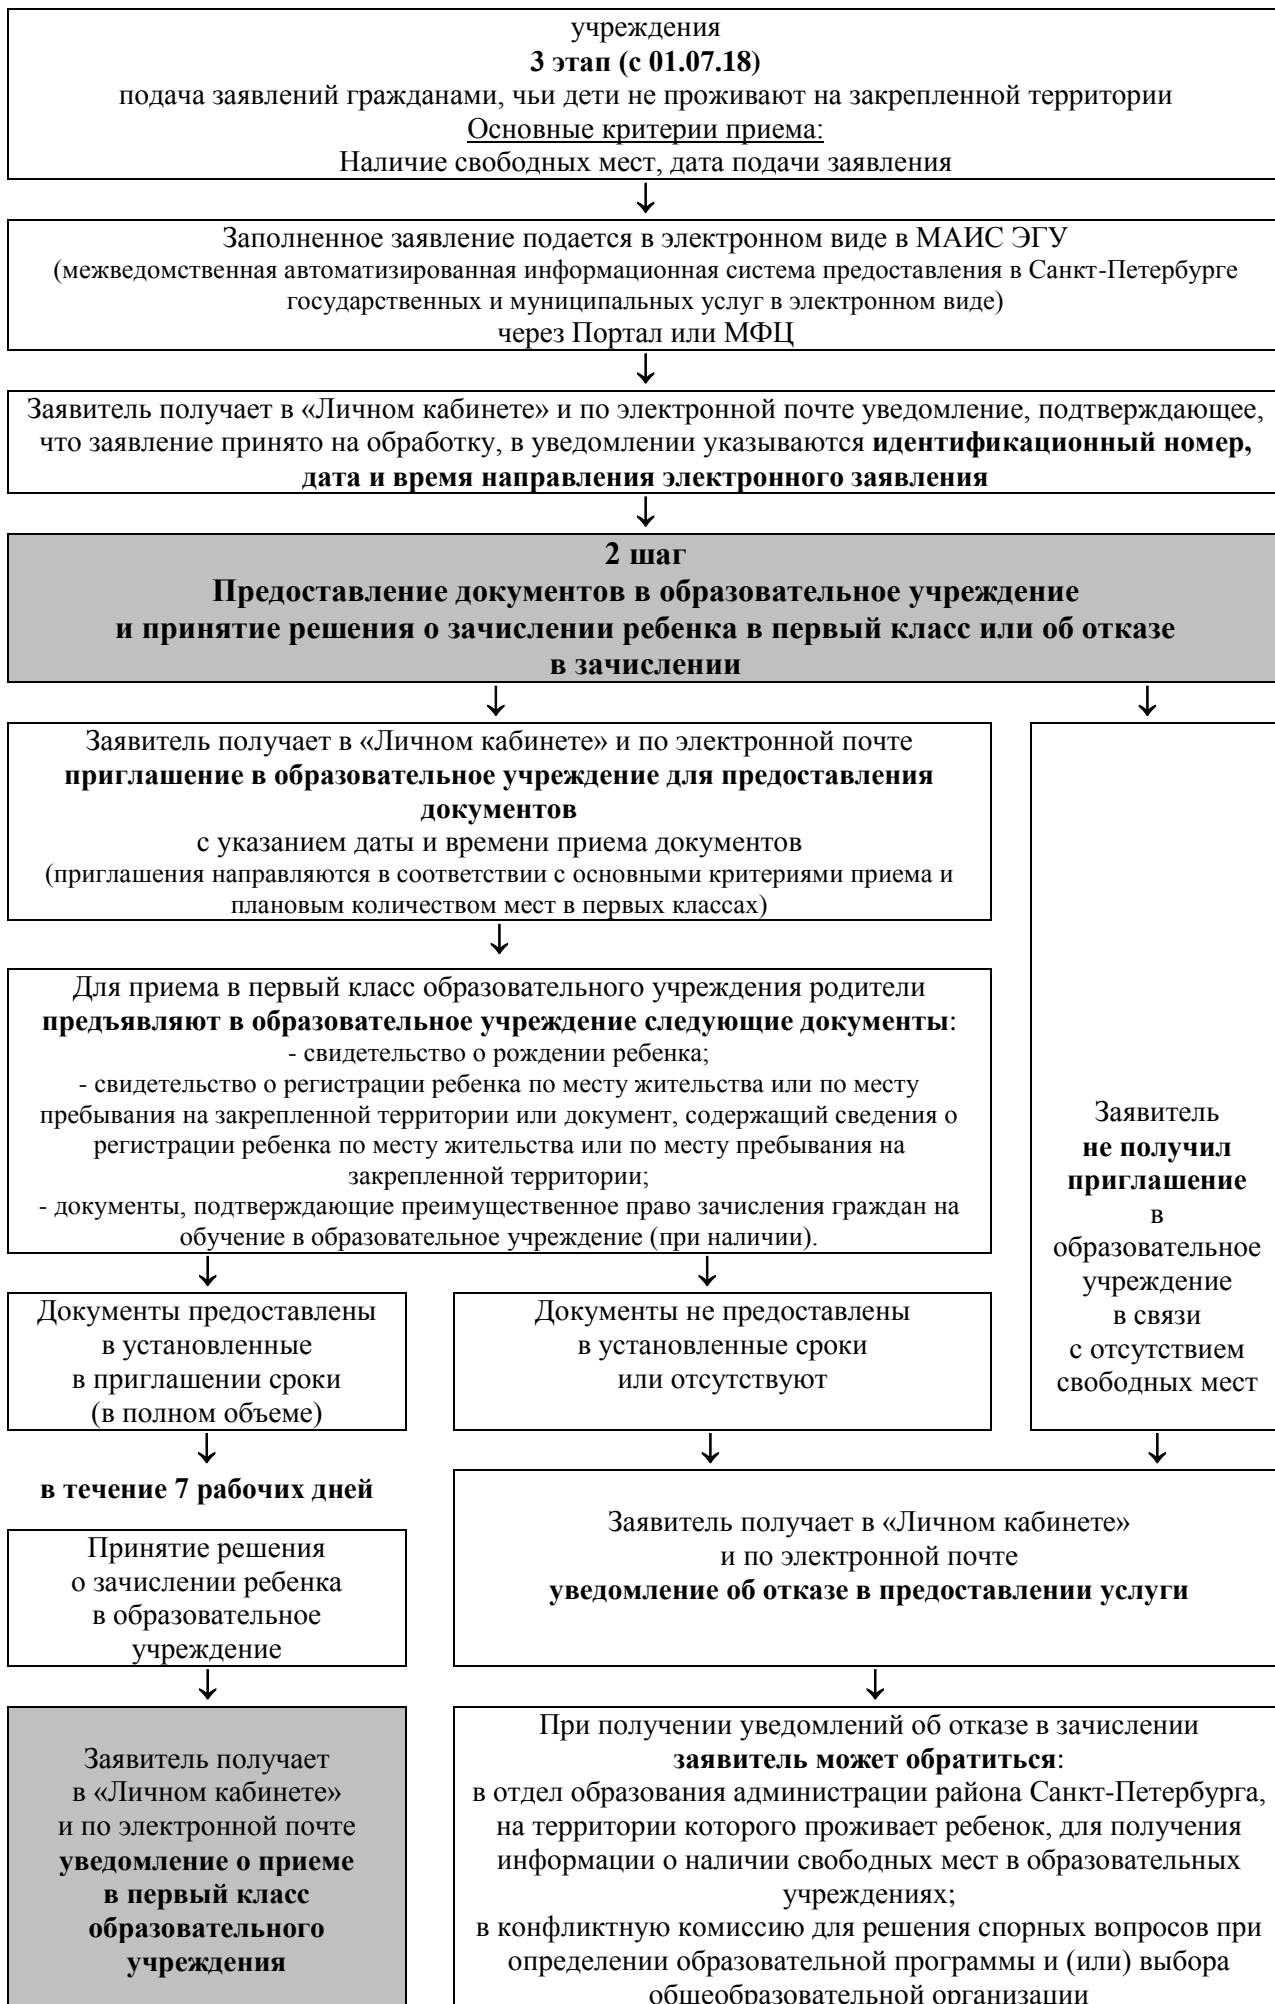 учреждения
3 этап (с 01.07.18)
подача заявлений гражданами, чьи дети не проживают на закрепленной территории
Основные критерии приема:
Наличие свободных мест, дата подачи заявления
Заполненное заявление подается в электронном виде в МАИС ЭГУ
(межведомственная автоматизированная информационная система предоставления в Санкт-Петербурге
государственных и муниципальных услуг в электронном виде)
через Портал или МФЦ
Заявитель получает в «Личном кабинете» и по электронной почте уведомление, подтверждающее,
что заявление принято на обработку, в уведомлении указываются идентификационный номер,
дата и время направления электронного заявления
2 шаг
Предоставление документов в образовательное учреждение
и принятие решения о зачислении ребенка в первый класс или об отказе
в зачислении
Заявитель получает в «Личном кабинете» и по электронной почте
приглашение в образовательное учреждение для предоставления
документов
с указанием даты и времени приема документов
(приглашения направляются в соответствии с основными критериями приема и
плановым количеством мест в первых классах)
Для приема в первый класс образовательного учреждения родители
предъявляют в образовательное учреждение следующие документы:
- свидетельство о рождении ребенка;
- свидетельство о регистрации ребенка по месту жительства или по месту
пребывания на закрепленной территории или документ, содержащий сведения о
регистрации ребенка по месту жительства или по месту пребывания на
закрепленной территории;
- документы, подтверждающие преимущественное право зачисления граждан на
обучение в образовательное учреждение (при наличии).
Заявитель
не получил
приглашение
в
образовательное
учреждение
в связи
с отсутствием
свободных мест
Документы предоставлены
в установленные
в приглашении сроки
(в полном объеме)
Документы не предоставлены
в установленные сроки
или отсутствуют
в течение 7 рабочих дней
Принятие решения
о зачислении ребенка
в образовательное
учреждение
Заявитель получает в «Личном кабинете»
и по электронной почте
уведомление об отказе в предоставлении услуги
Заявитель получает
в «Личном кабинете»
и по электронной почте
уведомление о приеме
в первый класс
образовательного
учреждения
При получении уведомлений об отказе в зачислении
заявитель может обратиться:
в отдел образования администрации района Санкт-Петербурга,
на территории которого проживает ребенок, для получения
информации о наличии свободных мест в образовательных
учреждениях;
в конфликтную комиссию для решения спорных вопросов при
определении образовательной программы и (или) выбора
общеобразовательной организации